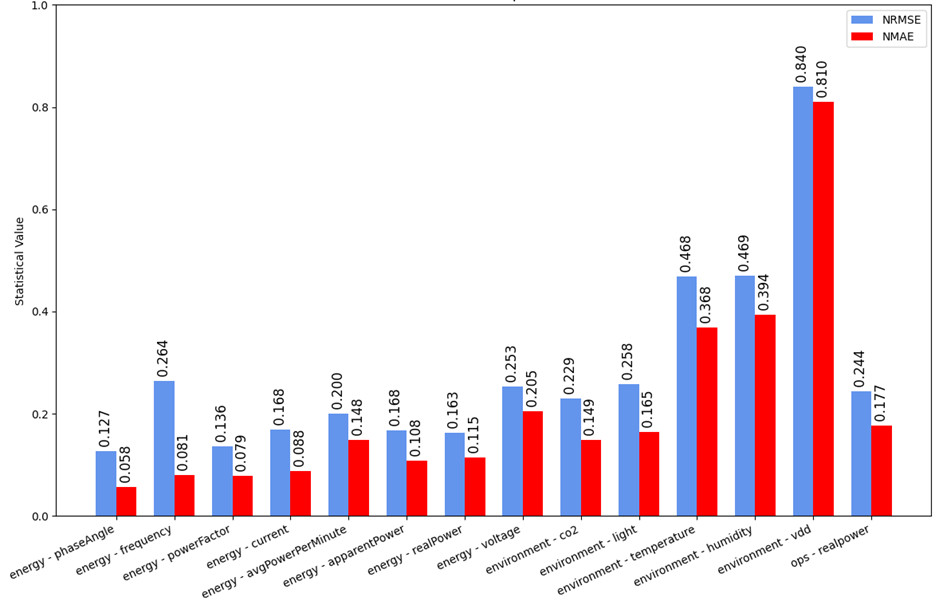 1.0
NRMSE
NMAE
0.8
0.6
0.4
0.2
0.0
Statistical Value
0.127
0.058
0.264
0.081
0.136
0.079
0.168
0.088
0.200
0.148
0.168
0.108
0.163
0.115
0.253
0.205
0.229
0.149
0.258
0.165
0.468
0.368
0.469
0.394
0.840
0.810
0.244
0.177
energy - phaseAngle
energy - frequency
energy - powerFactor
energy - current
energy - avgPowerPerMinute
energy - apparentPower
energy - realPower
energy - voltage
environment - co2
environment - light
environment - temperature
environment - humidity
environment - vdd
ops - realpower